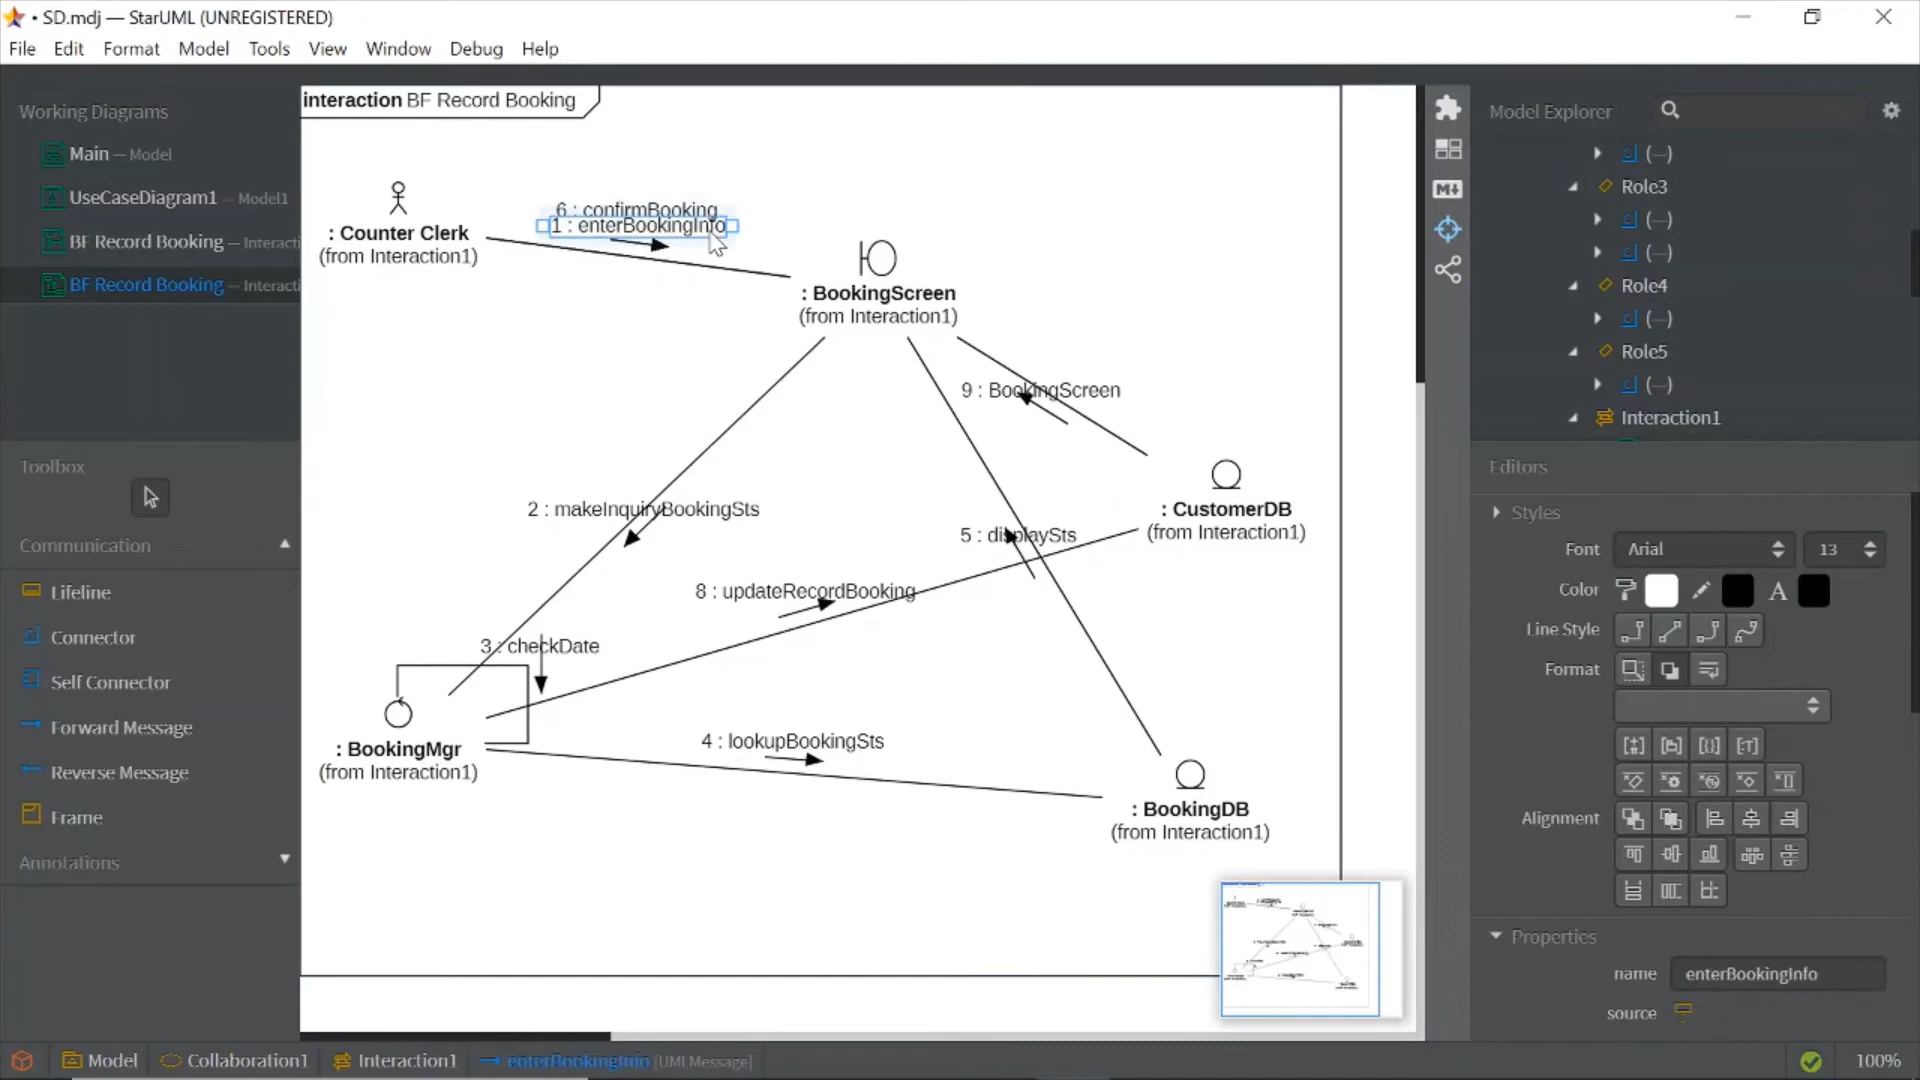 • SD.mdj — StarUML (UNREGISTERED)
File Edit Format Model Tools View Window Debug Help
Working Diagrams
Main — Model
UseCaseDiagram1 — Model1
BF Record Booking — Interacti
BF Record Booking — Interacti
Toolbox
Communication
Lifeline
Connector
Self Connector
Forward Message
Reverse Message
Frame
Annotations
interaction BF Record Booking
: Counter Clerk
(from Interaction1)
6 : confirmBooking
1 : enterBookingInfo
: BookingScreen
(from Interaction1)
9 : BookingScreen
: CustomerDB
(from Interaction1)
2 : makeInquiryBookingSts
5 : displaySts
8 : updateRecordBooking
3 : checkDate
: BookingMgr
(from Interaction1)
4 : lookupBookingSts
: BookingDB
(from Interaction1)
M↓
Model Explorer
(—)
Role3
(—)
(—)
Role4
(—)
Role5
(—)
Interaction1
Editors
Styles
Font Arial 13
Color A
Line Style
Format
Alignment
Properties
name enterBookingInfo
source
Model Collaboration1 Interaction1 enterBookingInfo [UMLMessage]
100%